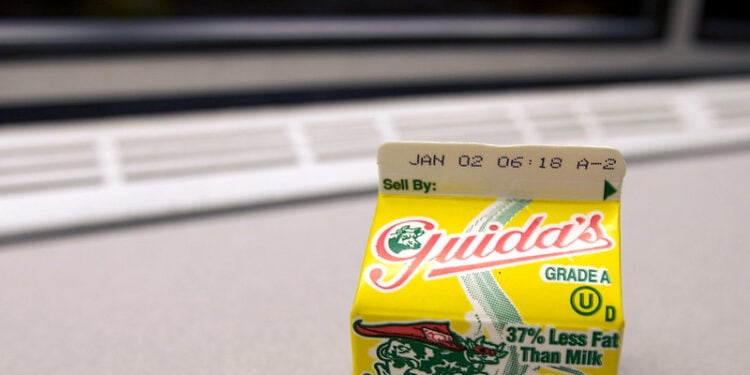 JAN 02 06:18 A-2
Sell By:
Guida's
GRADE A
U D
37% Less Fat
Than Milk